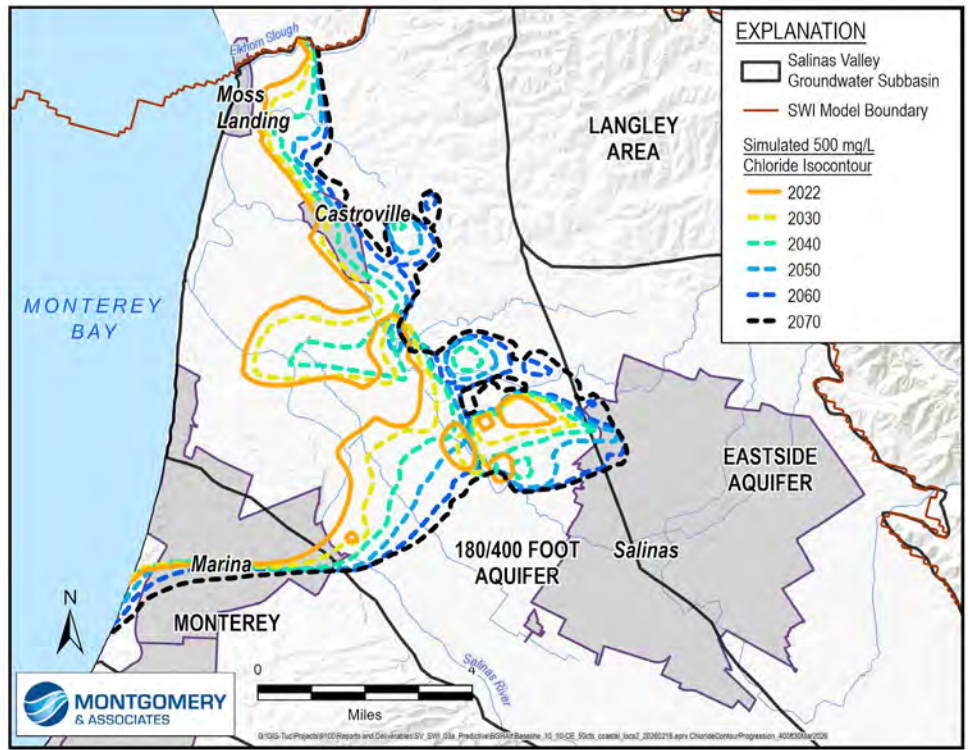 Elkhorn Slough
Moss
Landing
LANGLEY
AREA
Castroville
MONTEREY
BAY
EASTSIDE
AQUIFER
180/400 FOOT
AQUIFER
Salinas
Marina
MONTEREY
Salinas River
N
0
4
Miles
EXPLANATION
Salinas Valley
Groundwater Subbasin
SWI Model Boundary
Simulated 500 mg/L
Chloride Isocontour
2022
2030
2040
2050
2060
2070
MONTGOMERY
& ASSOCIATES